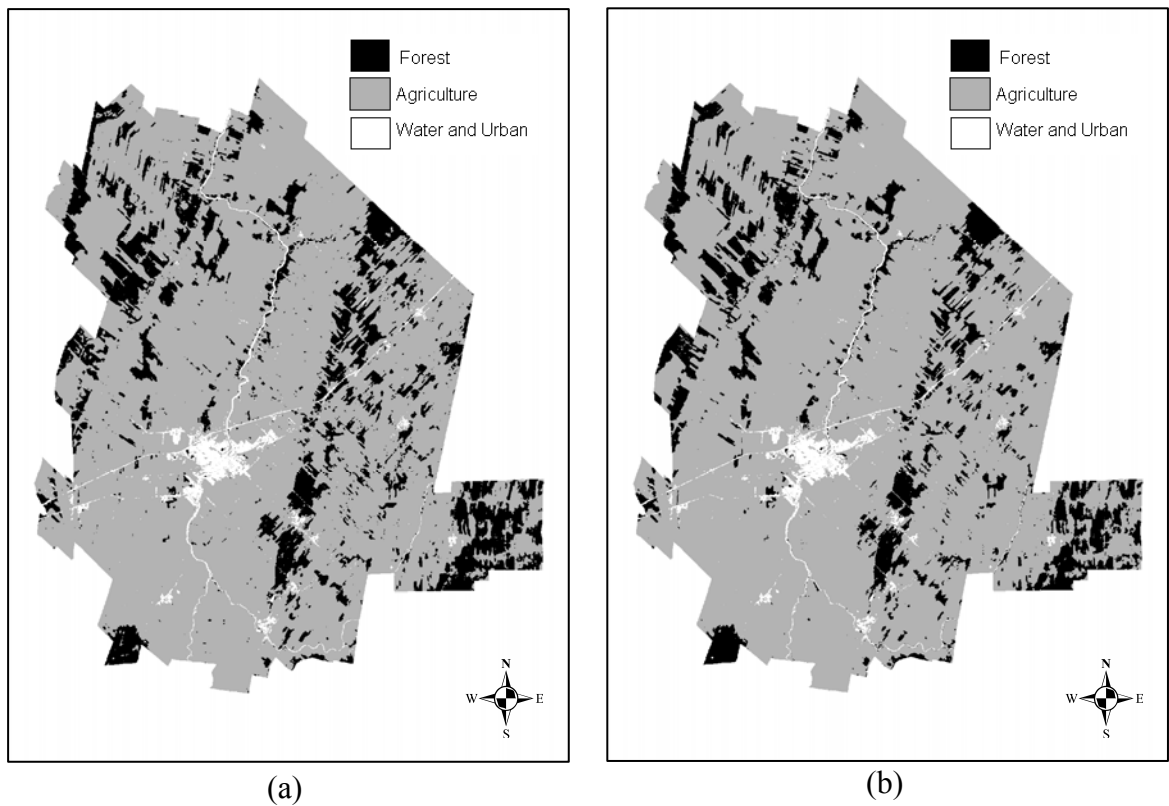 Forest
Agriculture
Water and Urban
N
W E
S
(a)
Forest
Agriculture
Water and Urban
N
W E
S
(b)